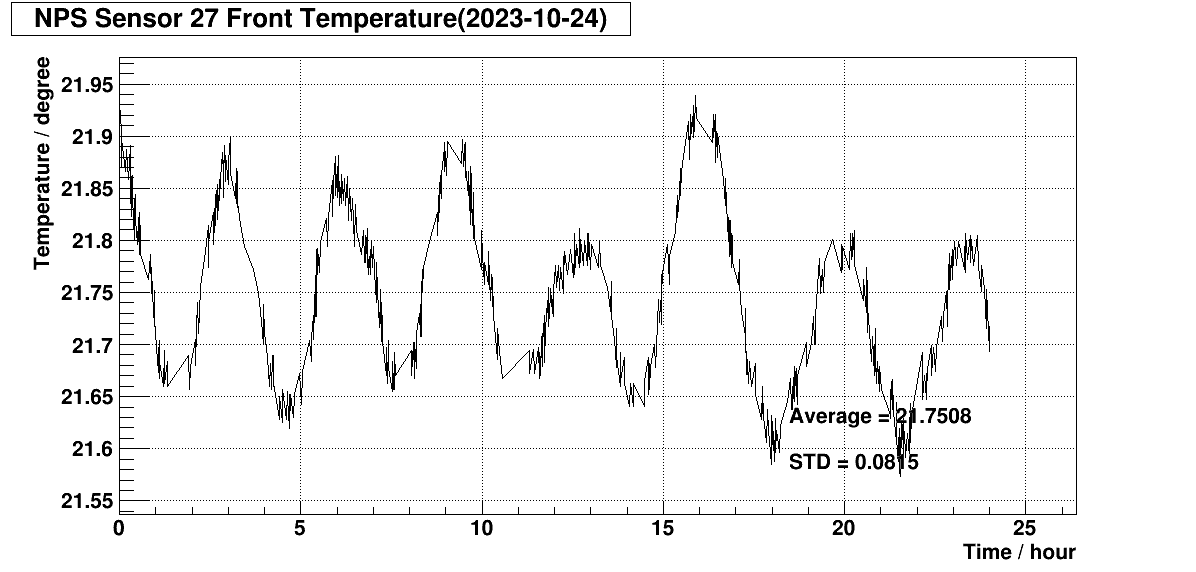 NPS Sensor 27 Front Temperature(2023-10-24)
Temperature / degree
21.95
21.9
21.85
21.8
21.75
21.7
21.65
21.6
21.55
Average = 21.7508
STD = 0.0815
0 5 10 15 20 25
Time / hour